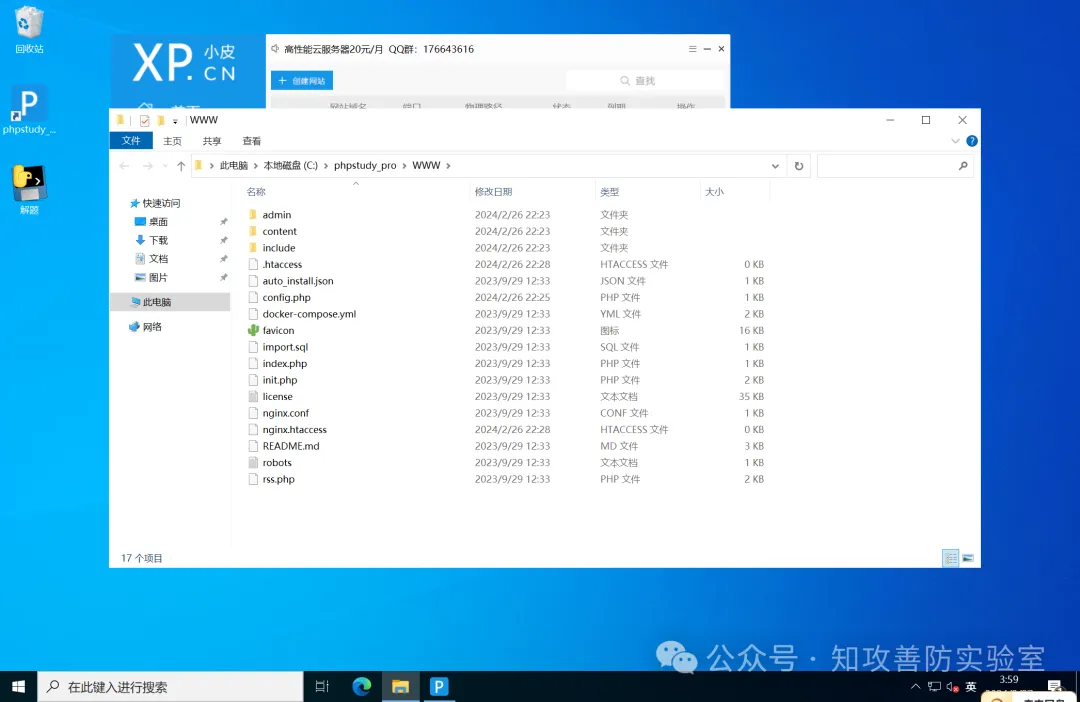 回收站
phpstudy_...
解题
XP.CN 小皮
高性能云服务器20元/月 QQ群：176643616
+ 创建网站
查找
WWW
文件 主页 共享 查看
此电脑 > 本地磁盘 (C:) > phpstudy_pro > WWW >
名称 修改日期 类型 大小
快速访问
桌面
下载
文档
图片
此电脑
网络
admin 2024/2/26 22:23 文件夹
content 2024/2/26 22:23 文件夹
include 2024/2/26 22:23 文件夹
.htaccess 2024/2/26 22:28 HTACCESS 文件 0 KB
auto_install.json 2023/9/29 12:33 JSON 文件 1 KB
config.php 2024/2/26 22:25 PHP 文件 1 KB
docker-compose.yml 2023/9/29 12:33 YML 文件 2 KB
favicon 2023/9/29 12:33 图标 16 KB
import.sql 2023/9/29 12:33 SQL 文件 1 KB
index.php 2023/9/29 12:33 PHP 文件 1 KB
init.php 2023/9/29 12:33 PHP 文件 2 KB
license 2023/9/29 12:33 文本文档 35 KB
nginx.conf 2023/9/29 12:33 CONF 文件 1 KB
nginx.htaccess 2024/2/26 22:28 HTACCESS 文件 0 KB
README.md 2023/9/29 12:33 MD 文件 3 KB
robots 2023/9/29 12:33 文本文档 1 KB
rss.php 2023/9/29 12:33 PHP 文件 2 KB
17 个项目
公众号 · 知攻善防实验室
在此键入进行搜索
英
3:59